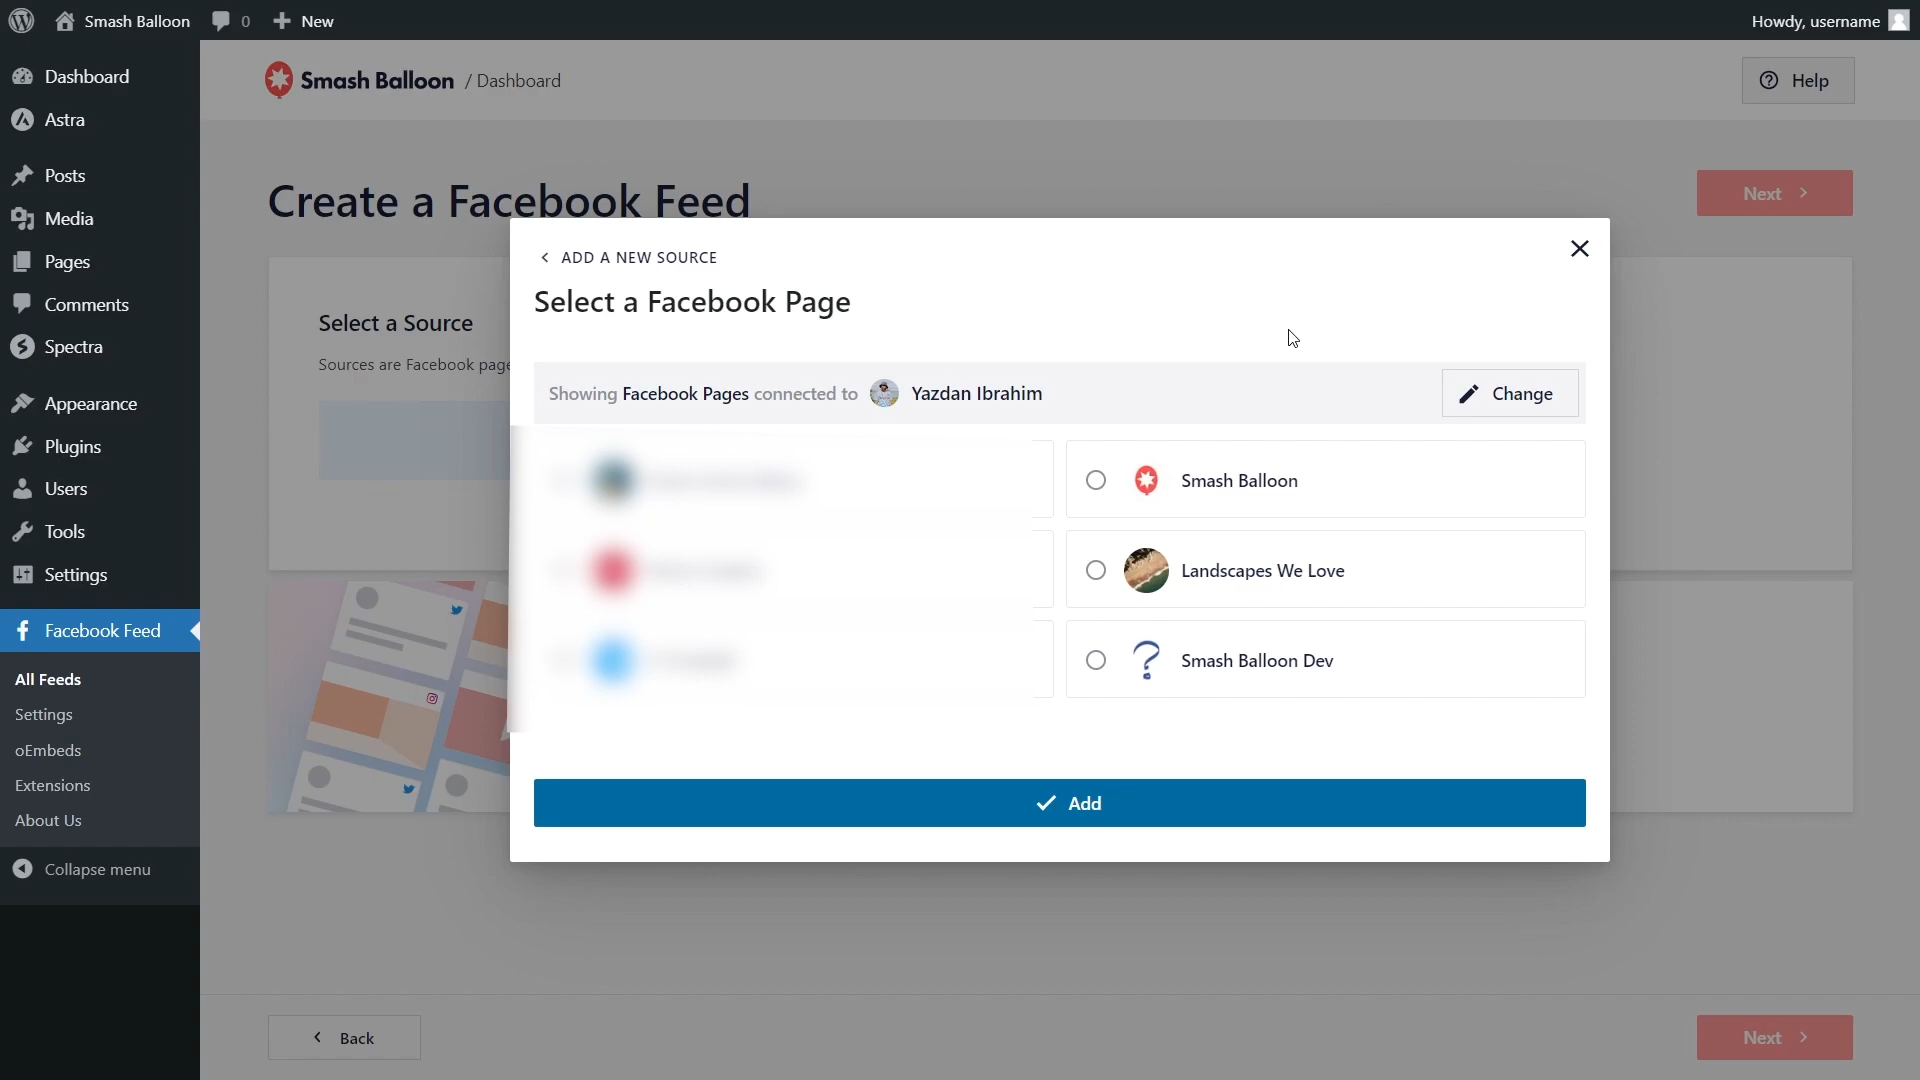 Smash Balloon
0
New
Howdy, username
Dashboard
Astra
Posts
Media
Pages
Comments
Spectra
Appearance
Plugins
Users
Tools
Settings
Facebook Feed
All Feeds
Settings
oEmbeds
Extensions
About Us
Collapse menu
Smash Balloon / Dashboard
Help
Create a Facebook Feed
Next
Select a Source
Sources are Facebook page
ADD A NEW SOURCE
Select a Facebook Page
Showing Facebook Pages connected to Yazdan Ibrahim
Change
Smash Balloon
Landscapes We Love
Smash Balloon Dev
Add
Back
Next